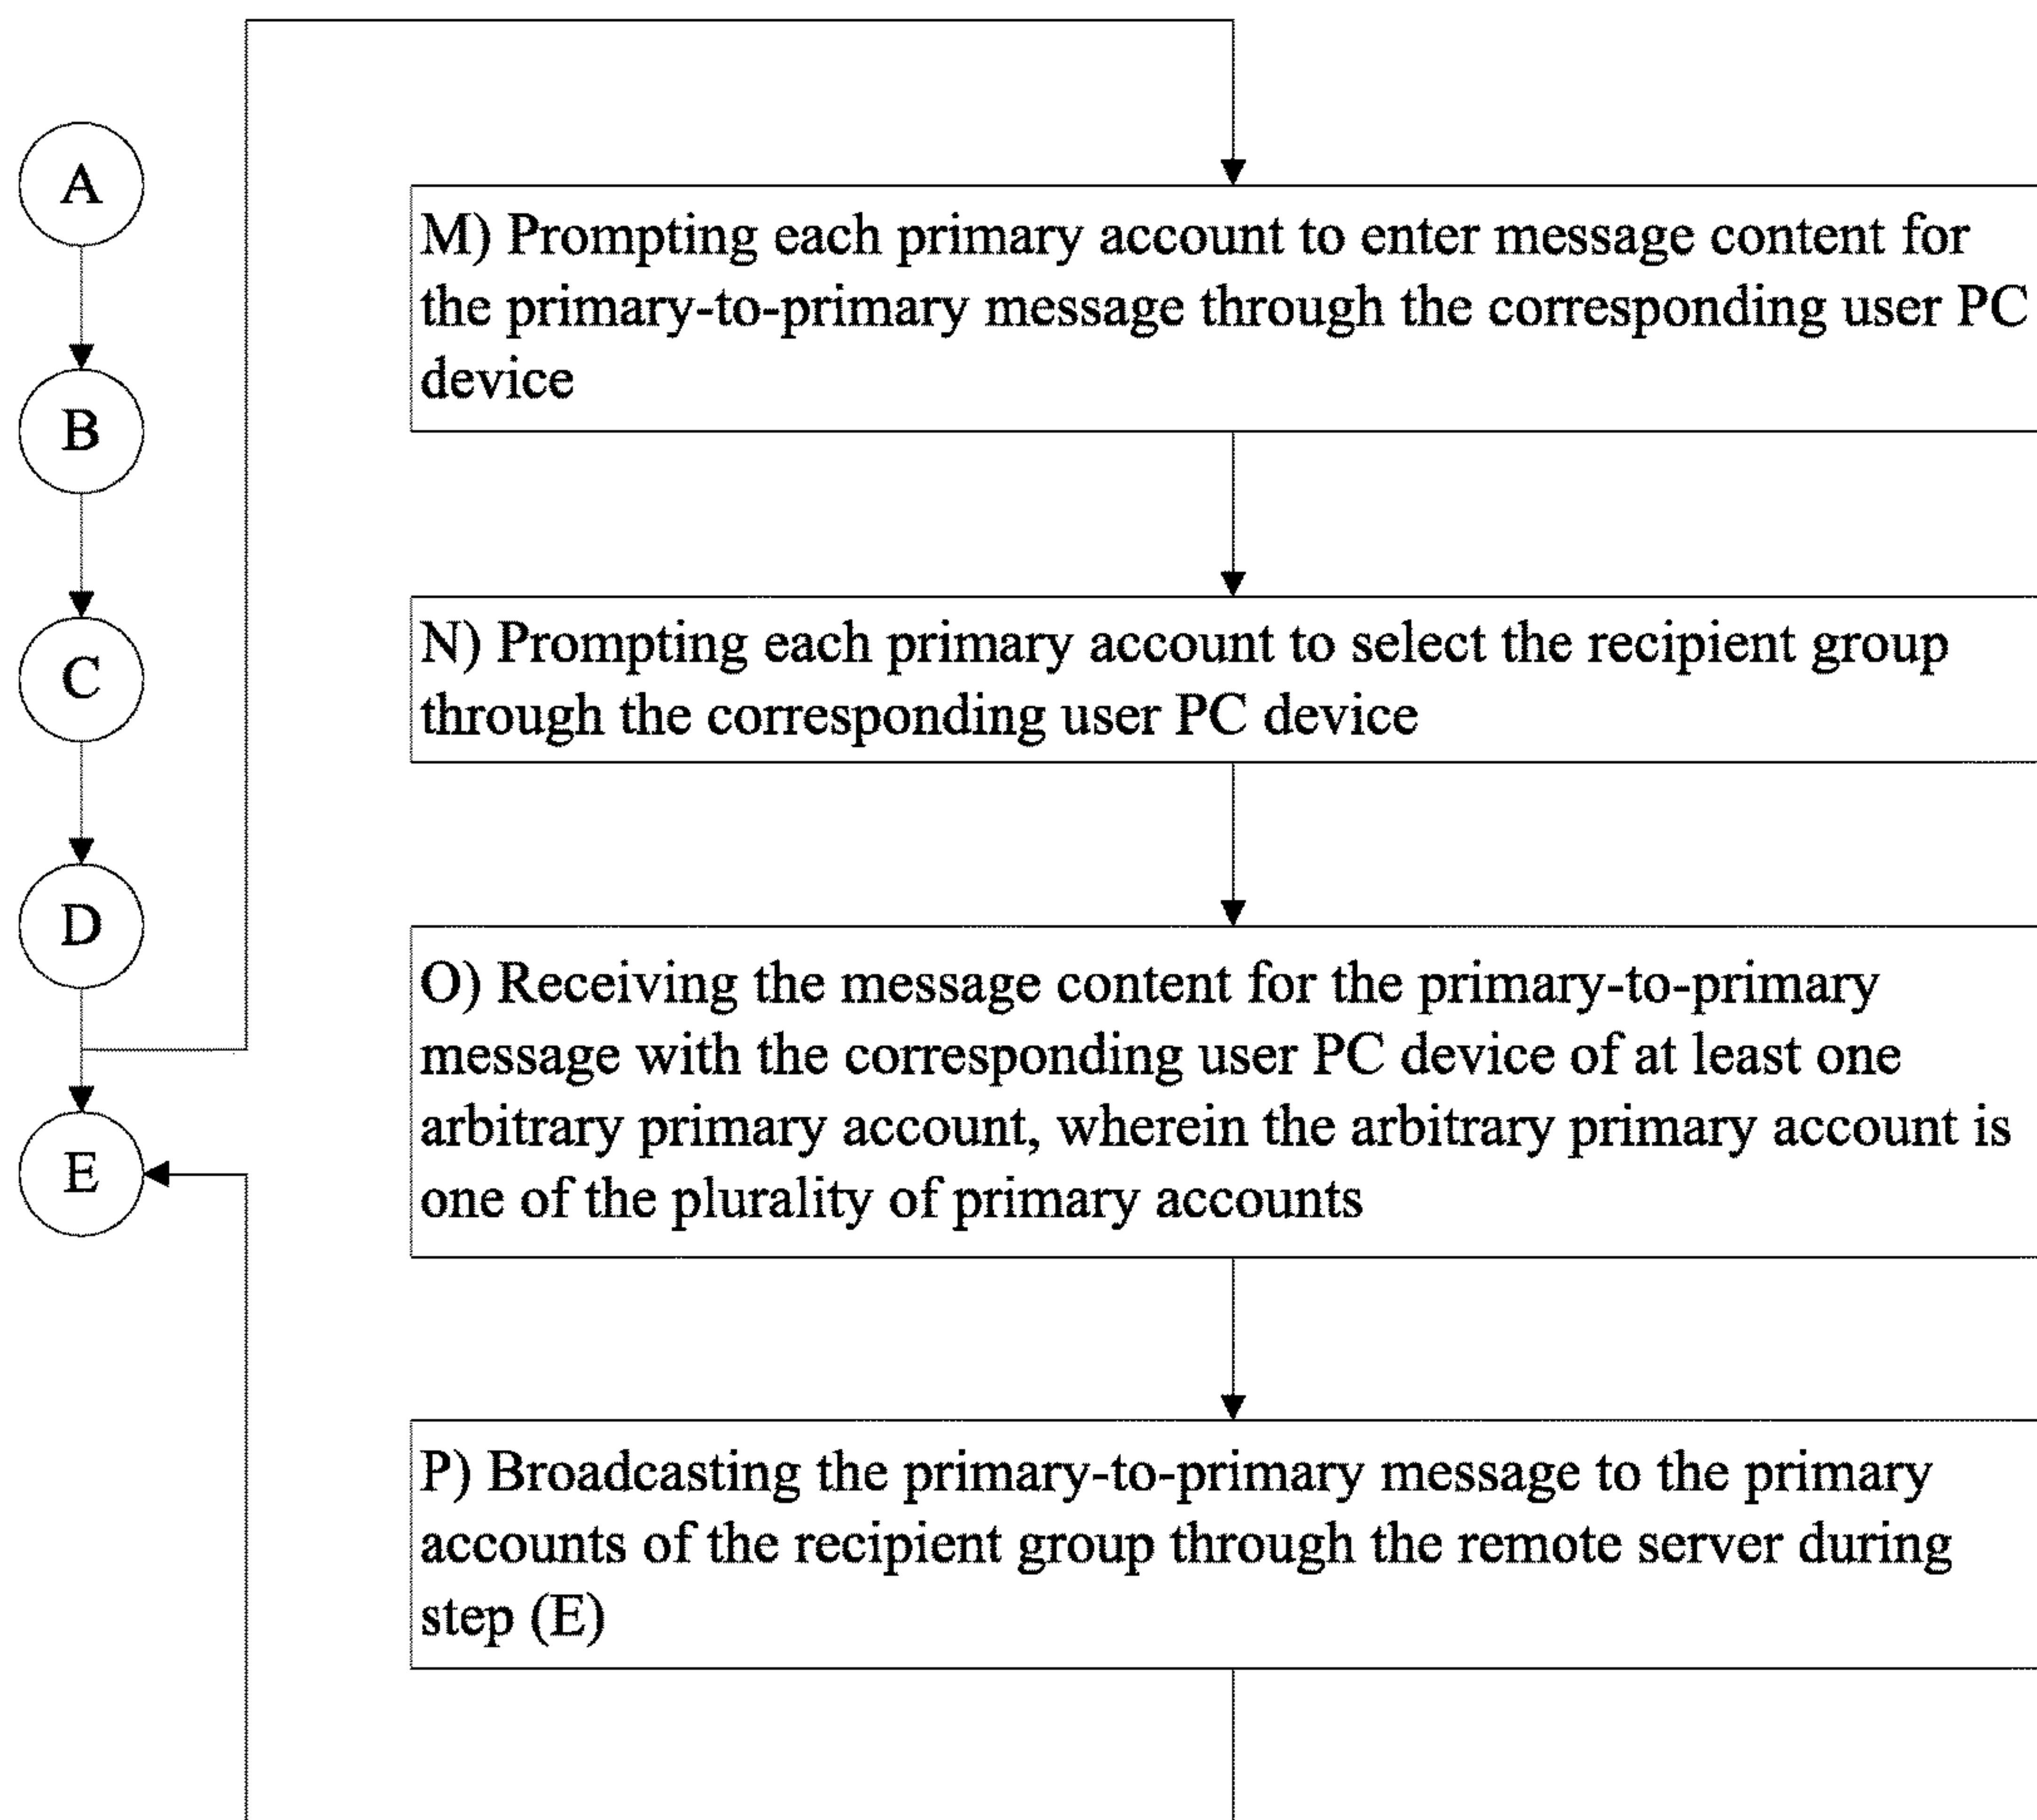 A
B
C
D
E
M) Prompting each primary account to enter message content for
the primary-to-primary message through the corresponding user PC
device
N) Prompting each primary account to select the recipient group
through the corresponding user PC device
O) Receiving the message content for the primary-to-primary
message with the corresponding user PC device of at least one
arbitrary primary account, wherein the arbitrary primary account is
one of the plurality of primary accounts
P) Broadcasting the primary-to-primary message to the primary
accounts of the recipient group through the remote server during
step (E)